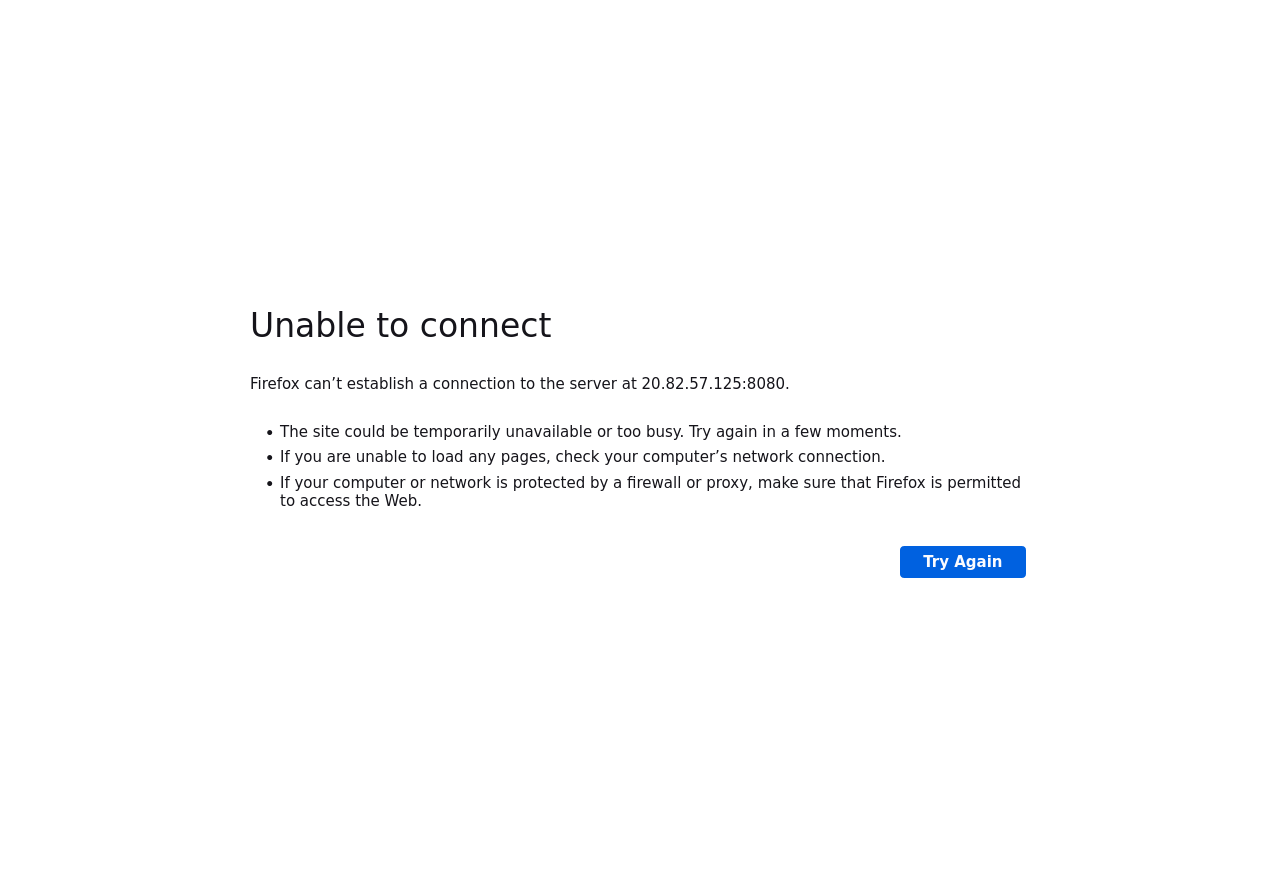 Unable to connect
Firefox can’t establish a connection to the server at 20.82.57.125:8080.
• The site could be temporarily unavailable or too busy. Try again in a few moments.
• If you are unable to load any pages, check your computer’s network connection.
• If your computer or network is protected by a firewall or proxy, make sure that Firefox is permitted
to access the Web.
Try Again